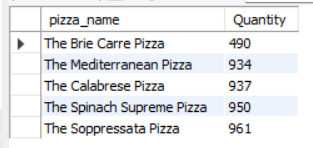 pizza_name Quantity
The Brie Carre Pizza 490
The Mediterranean Pizza 934
The Calabrese Pizza 937
The Spinach Supreme Pizza 950
The Soppressata Pizza 961